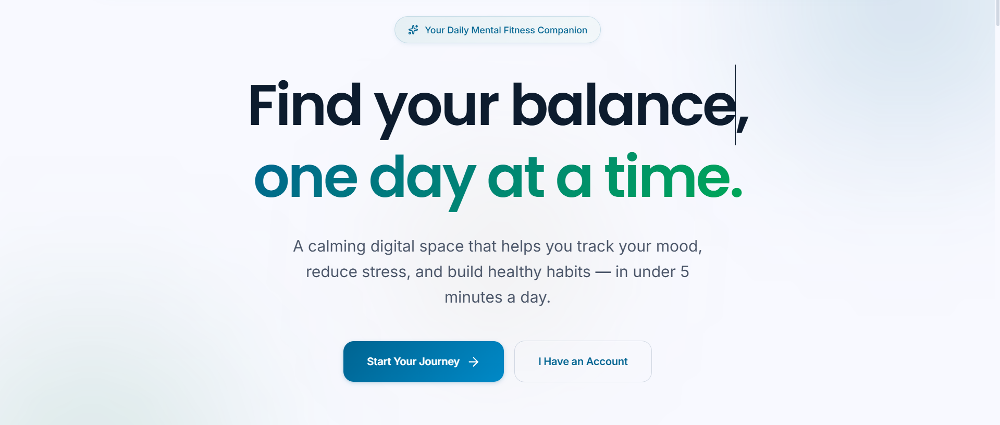 Your Daily Mental Fitness Companion
Find your balance,
one day at a time.
A calming digital space that helps you track your mood,
reduce stress, and build healthy habits — in under 5
minutes a day.
Start Your Journey
I Have an Account